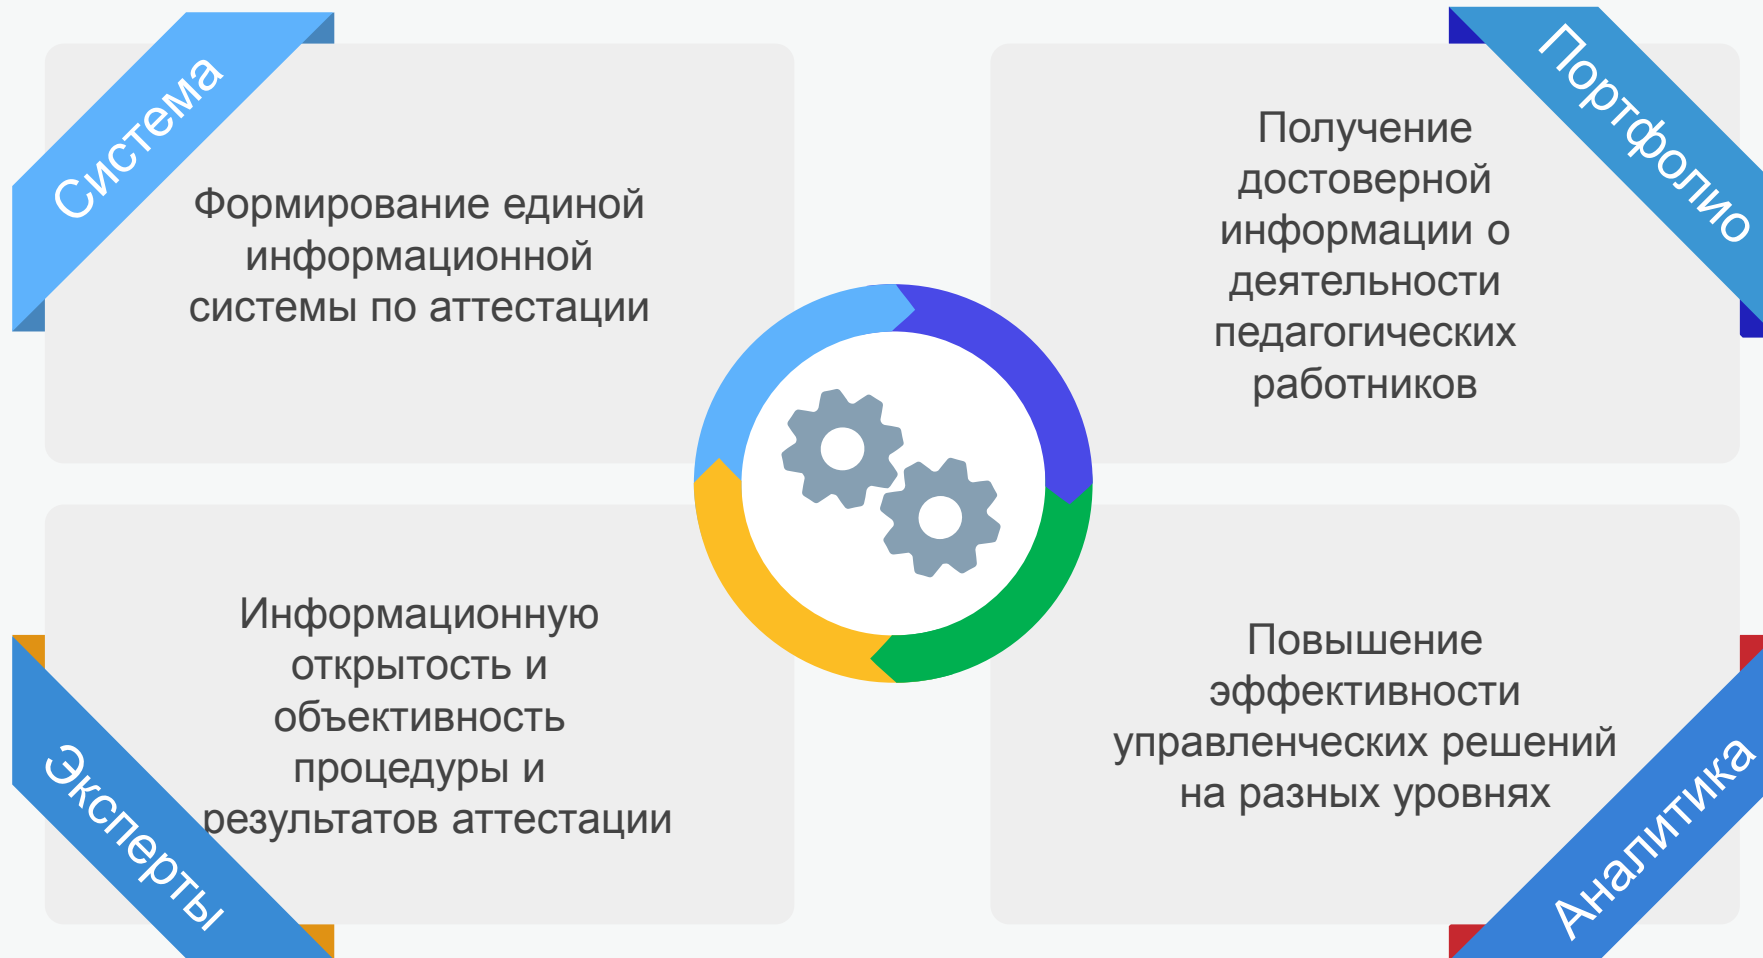 Система
Формирование единой
информационной
системы по аттестации
Портфолио
Получение
достоверной
информации о
деятельности
педагогических
работников
Эксперты
Информационную
открытость и
объективность
процедуры и
результатов аттестации
Аналитика
Повышение
эффективности
управленческих решений
на разных уровнях